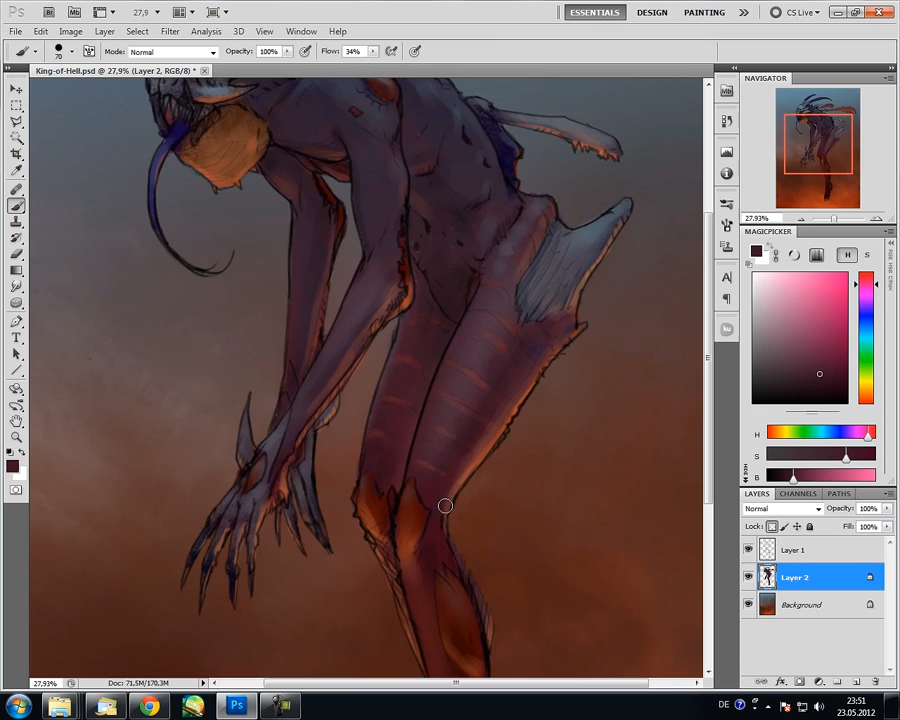 Ps Br Mb 27,9 ESSENTIALS DESIGN PAINTING CS Live
File Edit Image Layer Select Filter Analysis 3D View Window Help
70 Mode: Normal Opacity: 100% Flow: 34%
King-of-Hell.psd @ 27,9% (Layer 2, RGB/8) *
NAVIGATOR
27.93%
MAGICPICKER
H S
H
S
B
LAYERS CHANNELS PATHS
Normal Opacity: 100%
Lock: Fill: 100%
Layer 1
Layer 2
Background
27,93% Doc: 71,5M/170,3M
Ps DE 23:51
23.05.2012